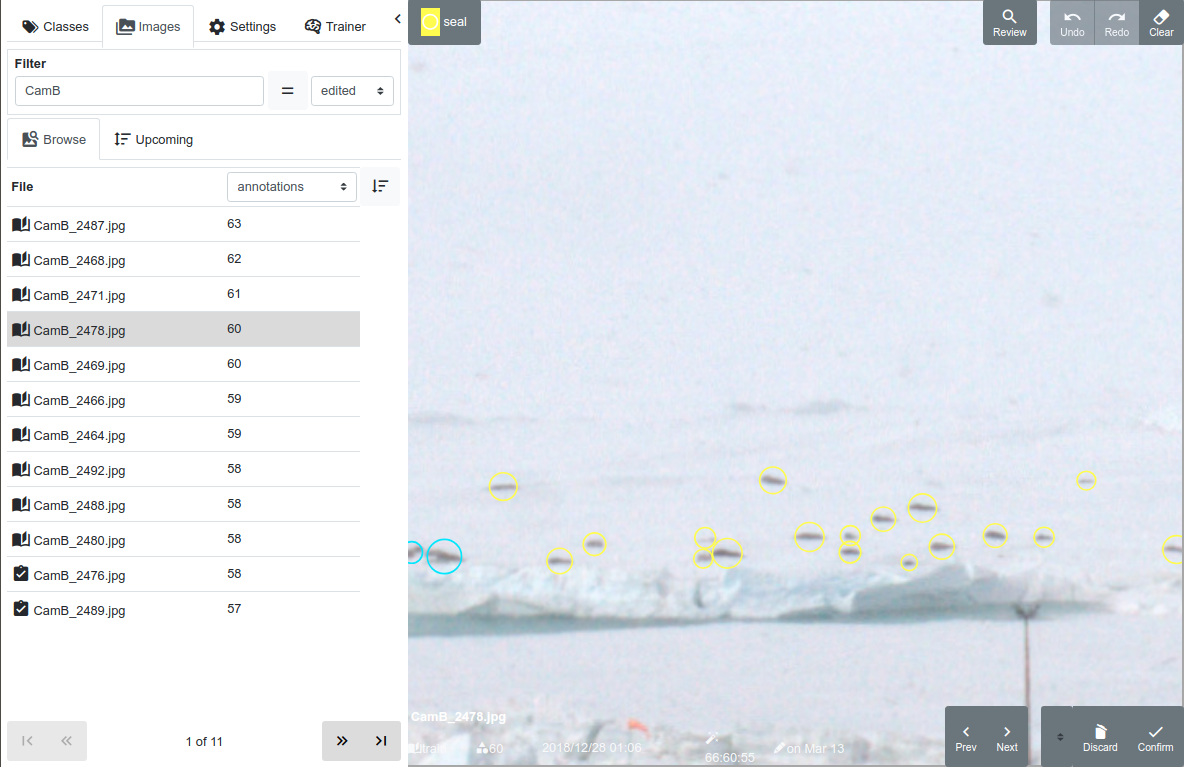 Classes Images Settings Trainer
Filter
CamB = edited
Browse Upcoming
File annotations
CamB_2487.jpg 63
CamB_2468.jpg 62
CamB_2471.jpg 61
CamB_2478.jpg 60
CamB_2469.jpg 60
CamB_2466.jpg 59
CamB_2464.jpg 59
CamB_2492.jpg 58
CamB_2488.jpg 58
CamB_2480.jpg 58
CamB_2476.jpg 58
CamB_2489.jpg 57
1 of 11
seal
Review Undo Redo Clear
CamB_2478.jpg
60 2018/12/28 01:06 66:60:55 on Mar 13
Prev Next Discard Confirm